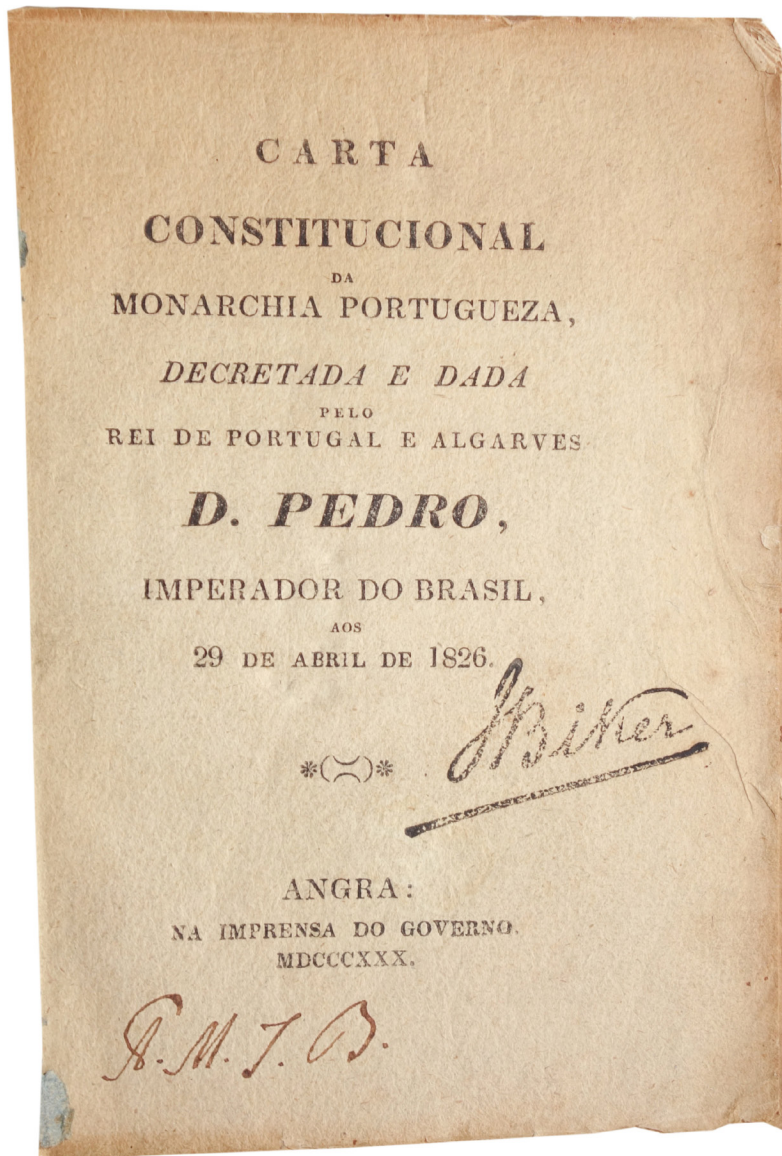 CARTA
CONSTITUCIONAL
DA
MONARCHIA PORTUGUEZA,
DECRETADA E DADA
PELO
REI DE PORTUGAL E ALGARVES
D. PEDRO,
IMPERADOR DO BRASIL,
AOS
29 DE ABRIL DE 1826.
JBiker
*()*
ANGRA:
NA IMPRENSA DO GOVERNO.
MDCCCXXX.
A. M. J. B.